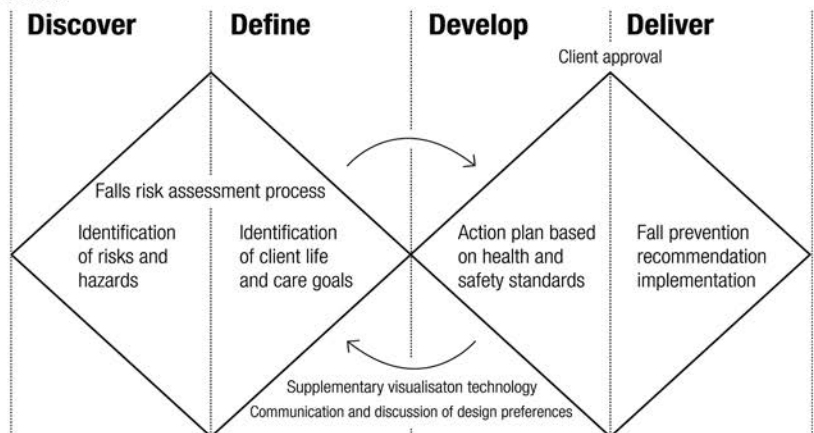 Discover
Define
Develop
Deliver
Client approval
Falls risk assessment process
Identification
of risks and
hazards
Identification
of client life
and care goals
Action plan based
on health and
safety standards
Fall prevention
recommendation
implementation
Supplementary visualisaton technology
Communication and discussion of design preferences